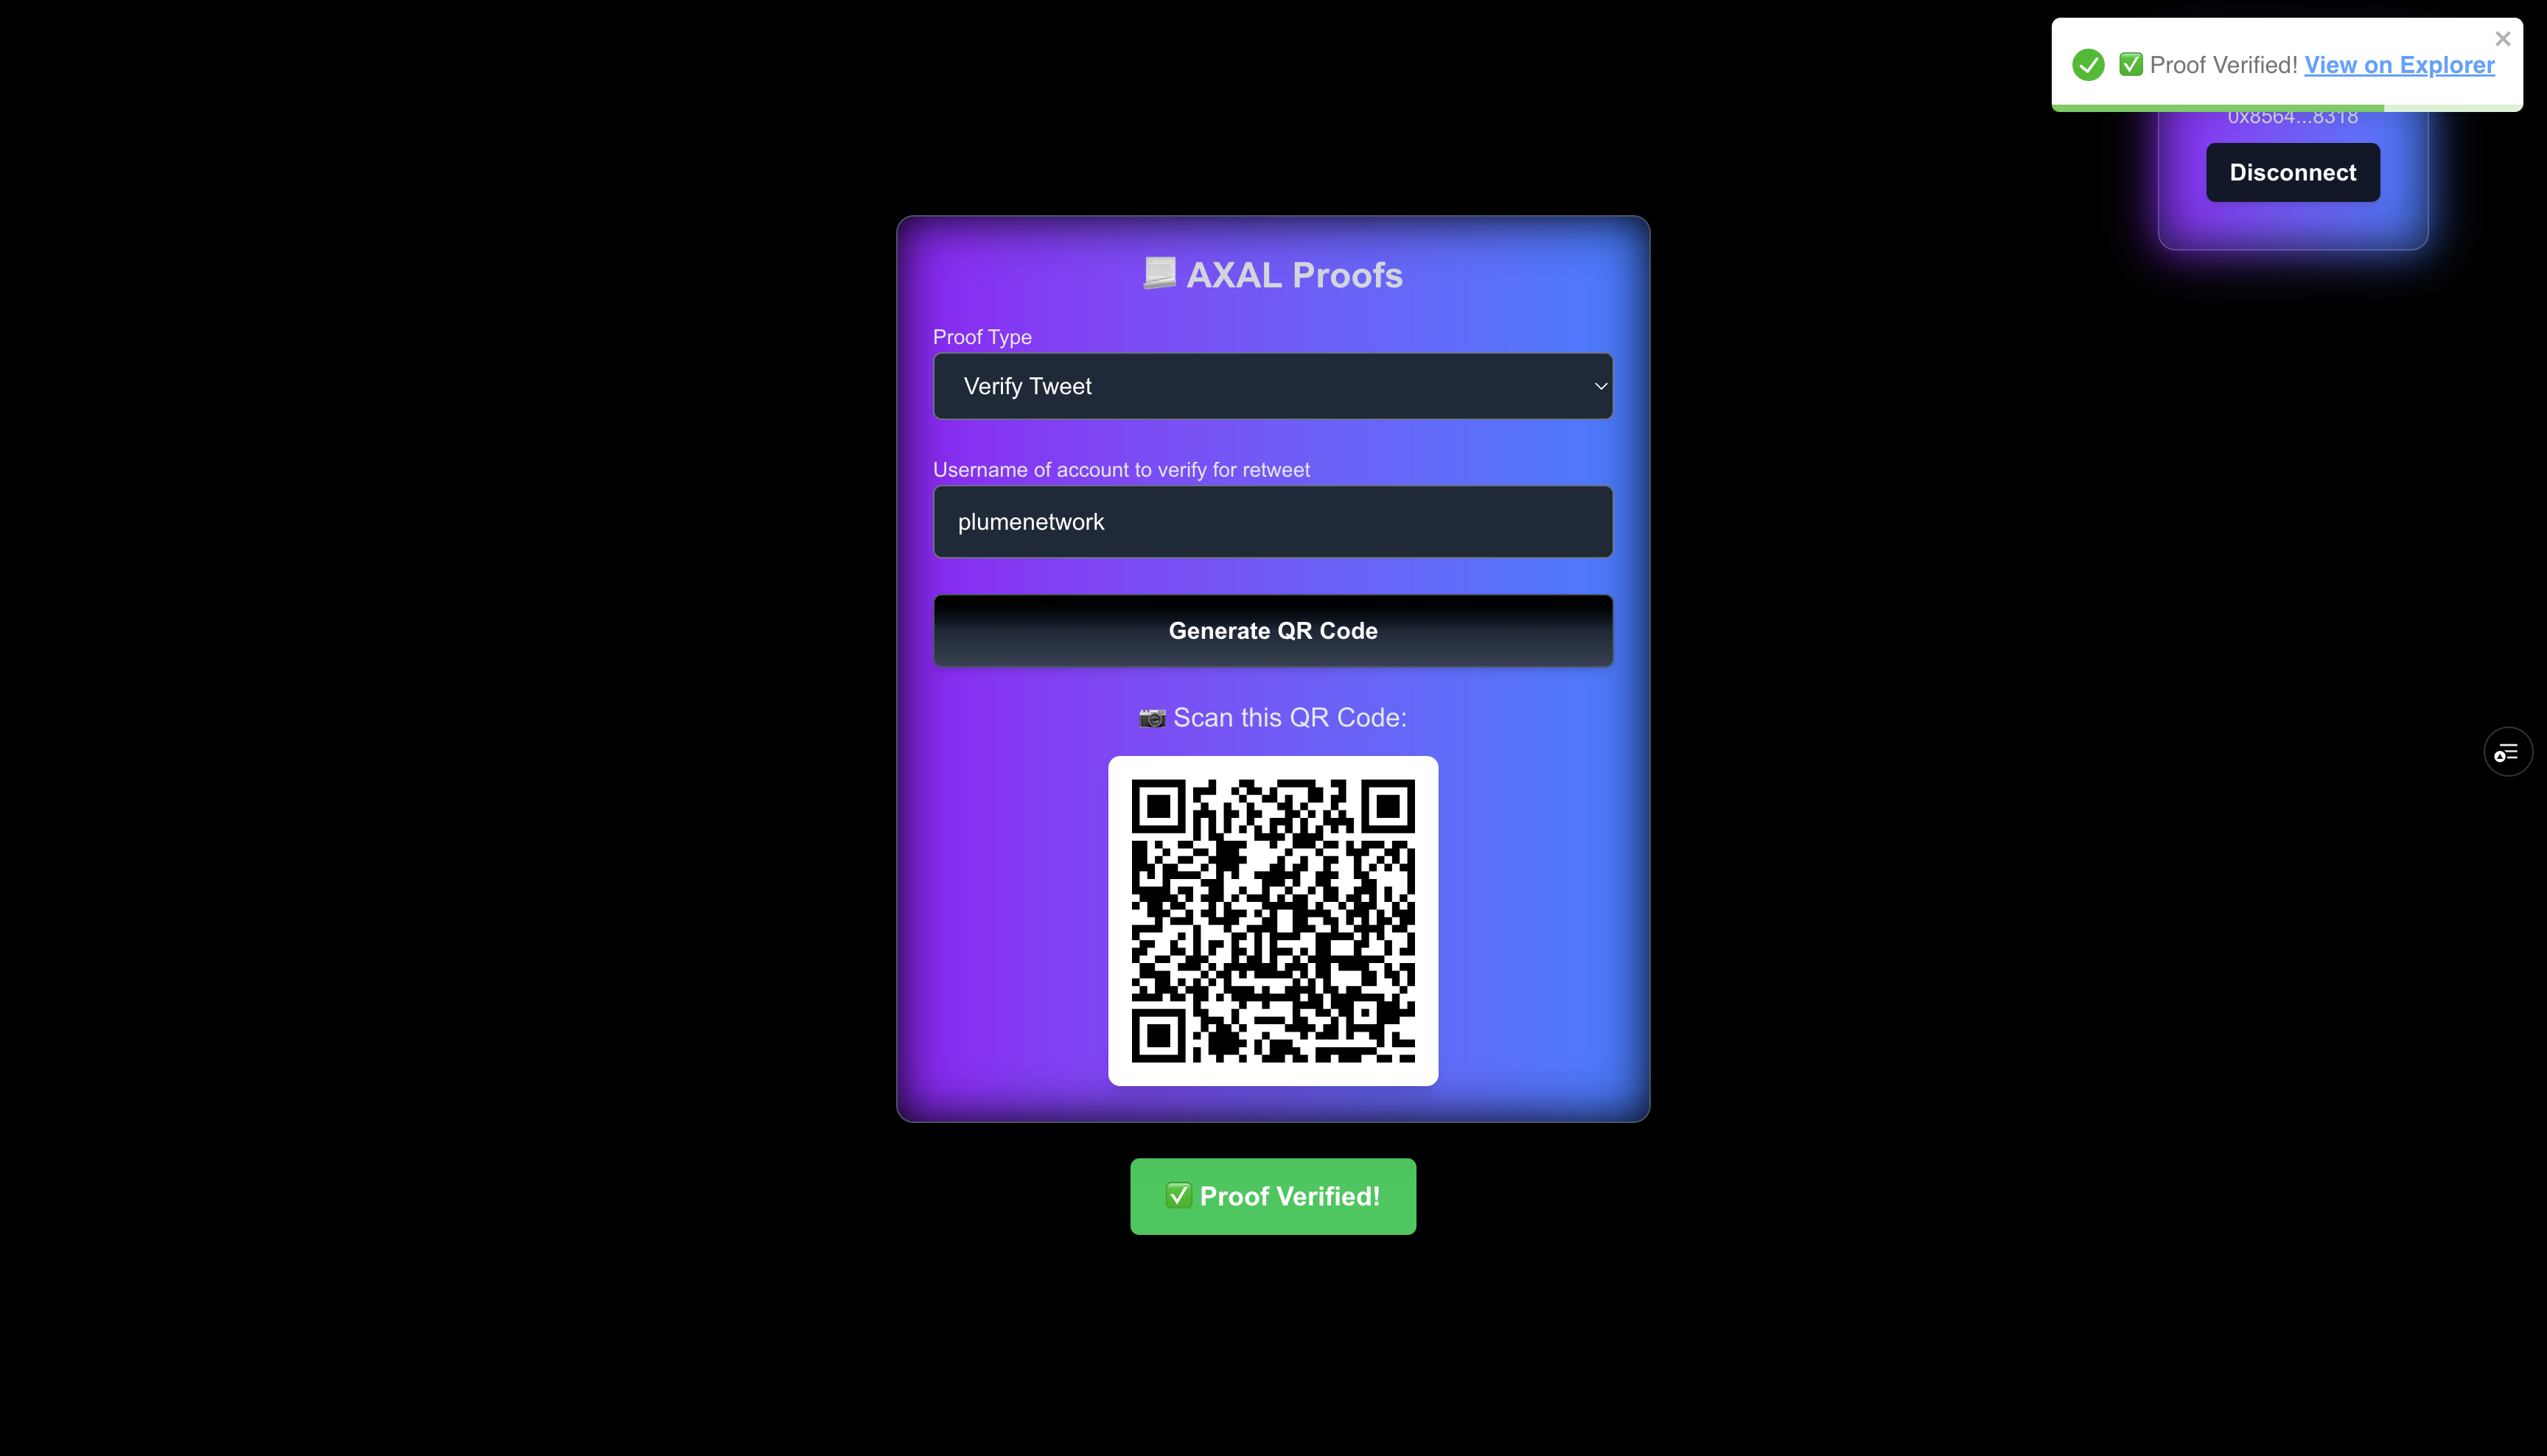 ✅ Proof Verified! View on Explorer
0x8564...8318
Disconnect
📃 AXAL Proofs
Proof Type
Verify Tweet
Username of account to verify for retweet
plumenetwork
Generate QR Code
📷 Scan this QR Code:
✅ Proof Verified!